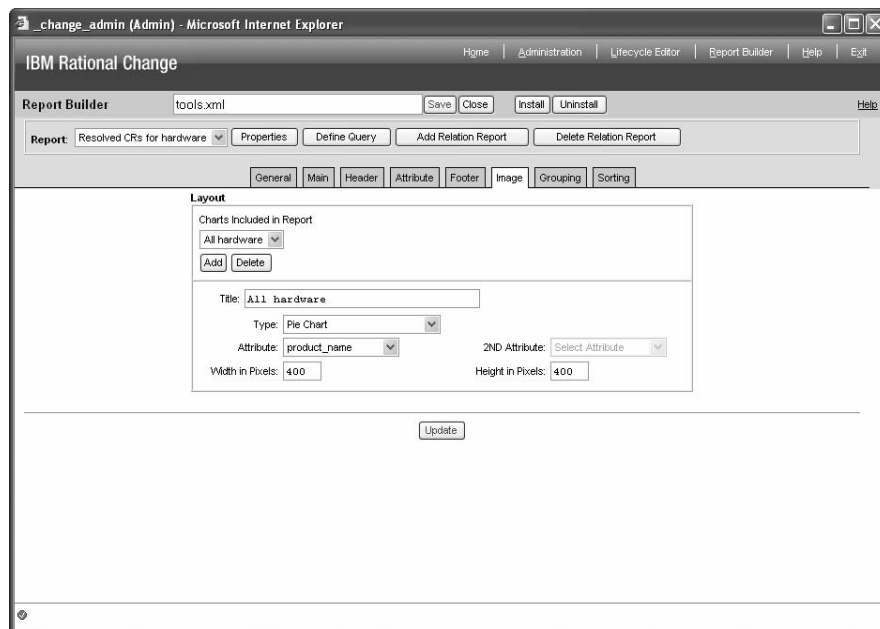 _change_admin (Admin) - Microsoft Internet Explorer
IBM Rational Change
Home | Administration | Lifecycle Editor | Report Builder | Help | Exit
Report Builder tools.xml Save Close Install Uninstall Help
Report: Resolved CRs for hardware Properties Define Query Add Relation Report Delete Relation Report
General Main Header Attribute Footer Image Grouping Sorting
Layout
Charts Included in Report
All hardware
Add Delete
Title: All hardware
Type: Pie Chart
Attribute: product_name 2ND Attribute: Select Attribute
Width in Pixels: 400 Height in Pixels: 400
Update